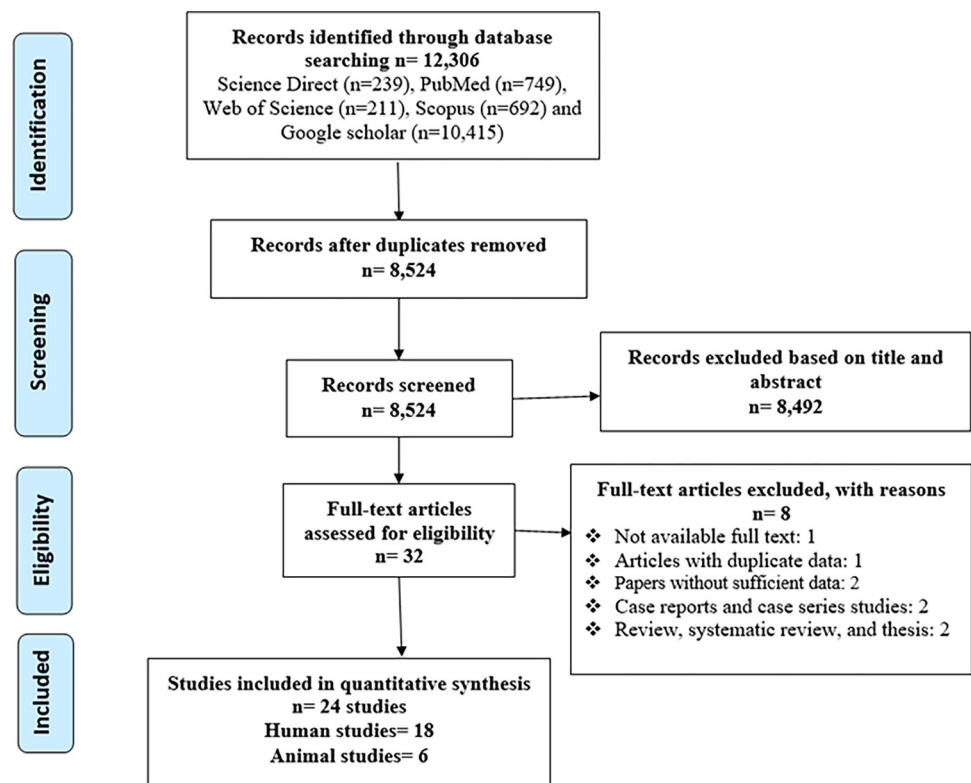 Identification
Records identified through database
searching n= 12,306
Science Direct (n=239), PubMed (n=749),
Web of Science (n=211), Scopus (n=692) and
Google scholar (n=10,415)
Screening
Records after duplicates removed
n= 8,524
Records screened
n= 8,524
Records excluded based on title and
abstract
n= 8,492
Eligibility
Full-text articles
assessed for eligibility
n= 32
Full-text articles excluded, with reasons
n= 8
❖ Not available full text: 1
❖ Articles with duplicate data: 1
❖ Papers without sufficient data: 2
❖ Case reports and case series studies: 2
❖ Review, systematic review, and thesis: 2
Included
Studies included in quantitative synthesis
n= 24 studies
Human studies= 18
Animal studies= 6